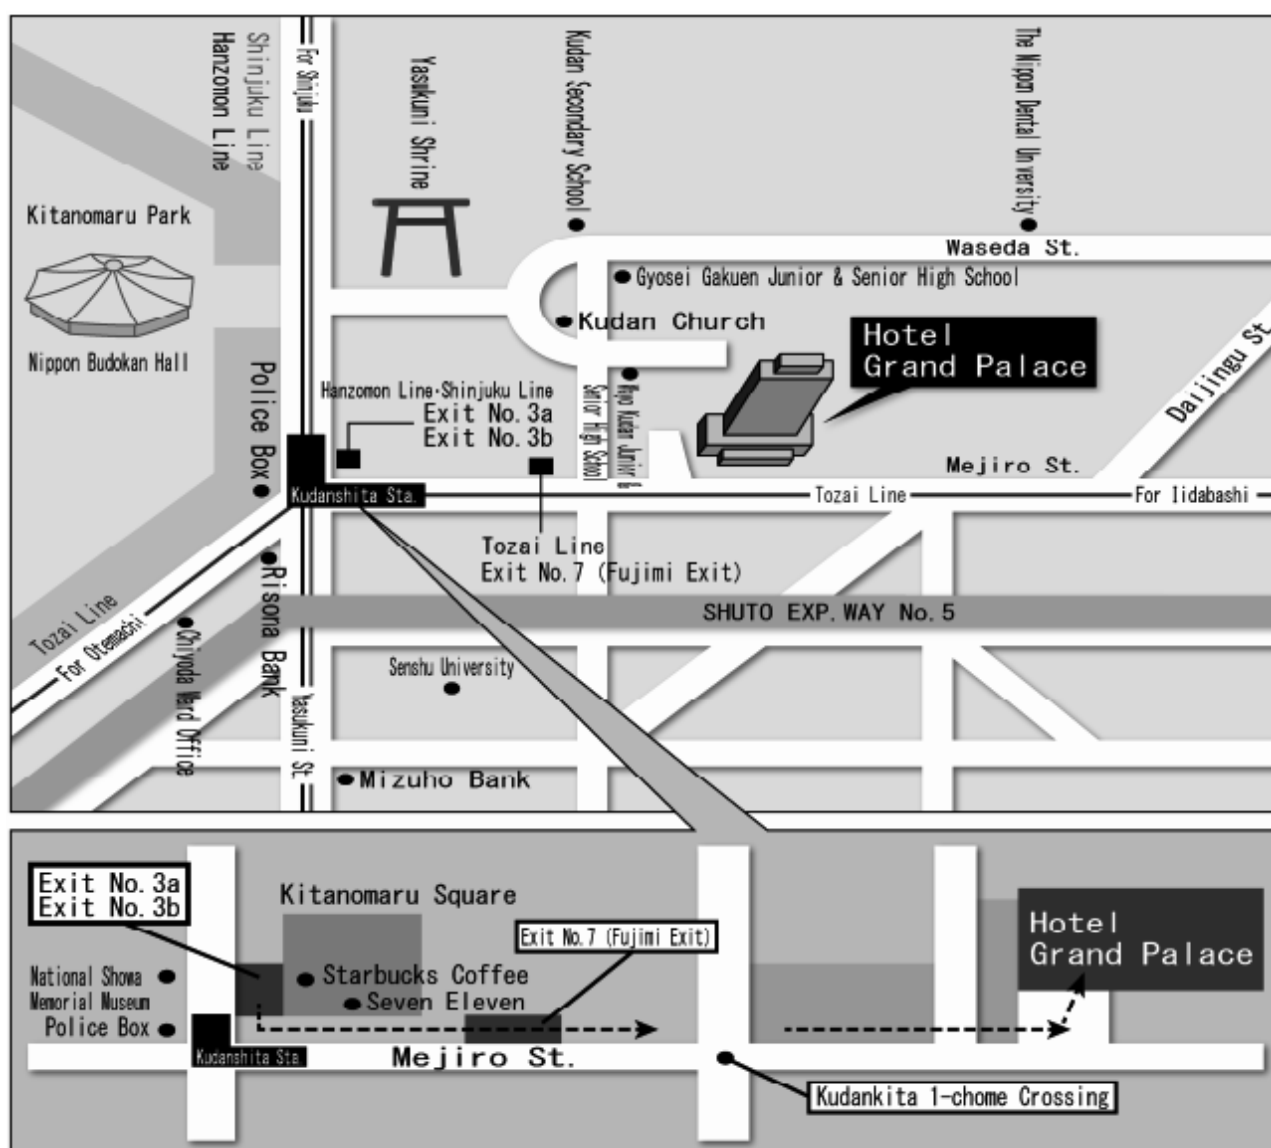 Shinjuku Line
Hanzomon Line
For Shinjuku
Yasukuni Shrine
Kudan Secondary School
The Nippon Dental University
Kitanomaru Park
Nippon Budokan Hall
Waseda St.
Gyosei Gakuen Junior & Senior High School
Kudan Church
Hotel
Grand Palace
Daijingu St.
Police Box
Hanzomon Line·Shinjuku Line
Exit No.3a
Exit No.3b
Wayo Kudan Junior &
Senior High School
Mejiro St.
Kudanshita Sta.
Tozai Line
For Iidabashi
Tozai Line
Exit No.7 (Fujimi Exit)
Risona Bank
SHUTO EXP.WAY No.5
Tozai Line
For Otemachi
Chiyoda Ward Office
Yasukuni St.
Senshu University
Mizuho Bank
Exit No.3a
Exit No.3b
Kitanomaru Square
Exit No.7 (Fujimi Exit)
Hotel
Grand Palace
National Showa
Memorial Museum
Starbucks Coffee
Seven Eleven
Police Box
Kudanshita Sta.
Mejiro St.
Kudankita 1-chome Crossing